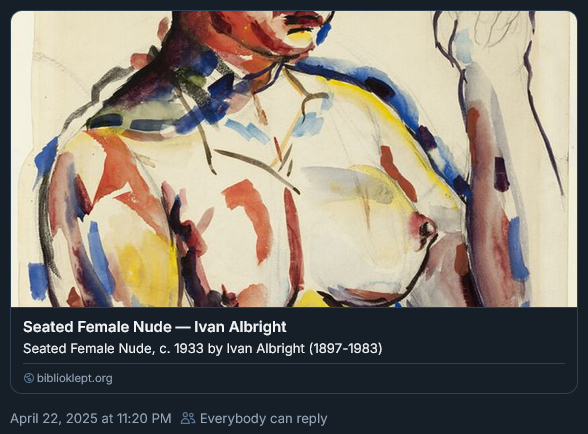 Seated Female Nude — Ivan Albright
Seated Female Nude, c. 1933 by Ivan Albright (1897-1983)
biblioklept.org
April 22, 2025 at 11:20 PM Everybody can reply